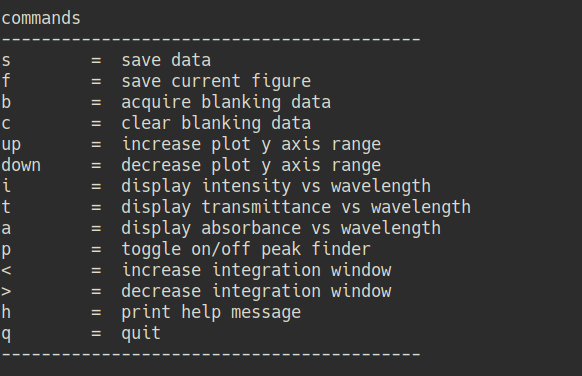 commands
------------------------------------------
s        =  save data
f        =  save current figure
b        =  acquire blanking data
c        =  clear blanking data
up       =  increase plot y axis range
down     =  decrease plot y axis range
i        =  display intensity vs wavelength
t        =  display transmittance vs wavelength
a        =  display absorbance vs wavelength
p        =  toggle on/off peak finder
<        =  increase integration window
>        =  decrease integration window
h        =  print help message
q        =  quit
------------------------------------------